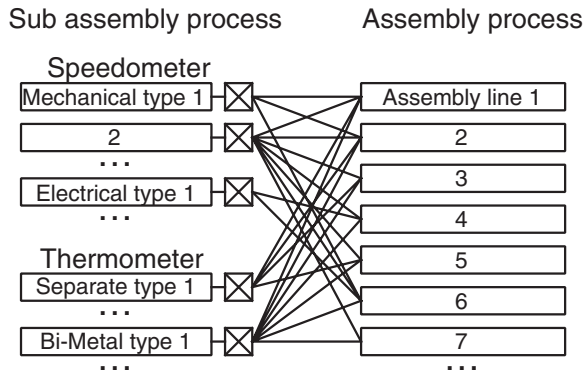 Sub assembly process
Assembly process
Speedometer
Mechanical type 1
2
...
Electrical type 1
...
Thermometer
Separate type 1
...
Bi-Metal type 1
...
Assembly line 1
2
3
4
5
6
7
...